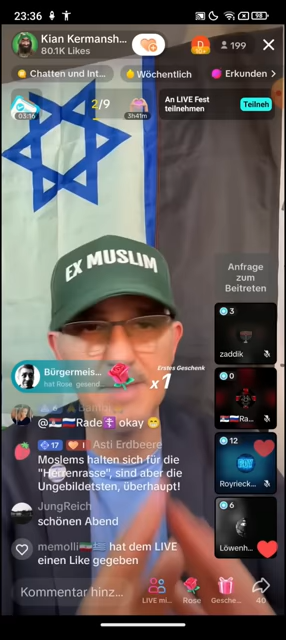 23:36
98
Kian Kermansh...
80.1K Likes
199
Chatten und Int...
Wöchentlich
Erkunden
03:16
2/9
3h41m
An LIVE Fest
teilnehmen
Teilneh
EX MUSLIM
Anfrage
zum
Beitreten
3
zaddik
0
Ra...
12
Royrieck...
6
Löwenh...
Bürgermeis...
hat Rose gesend
Erstes Geschenk
x1
@🇷🇸🇷🇺Rade☦️ okay 😁
17
I
Asti Erdbeere
Moslems halten sich für die
"Herrenrasse", sind aber die
Ungebildetsten, überhaupt!
JungReich
schönen Abend
memolli hat dem LIVE
einen Like gegeben
Kommentar hinz...
LIVE mi...
Rose
Gesche...
40